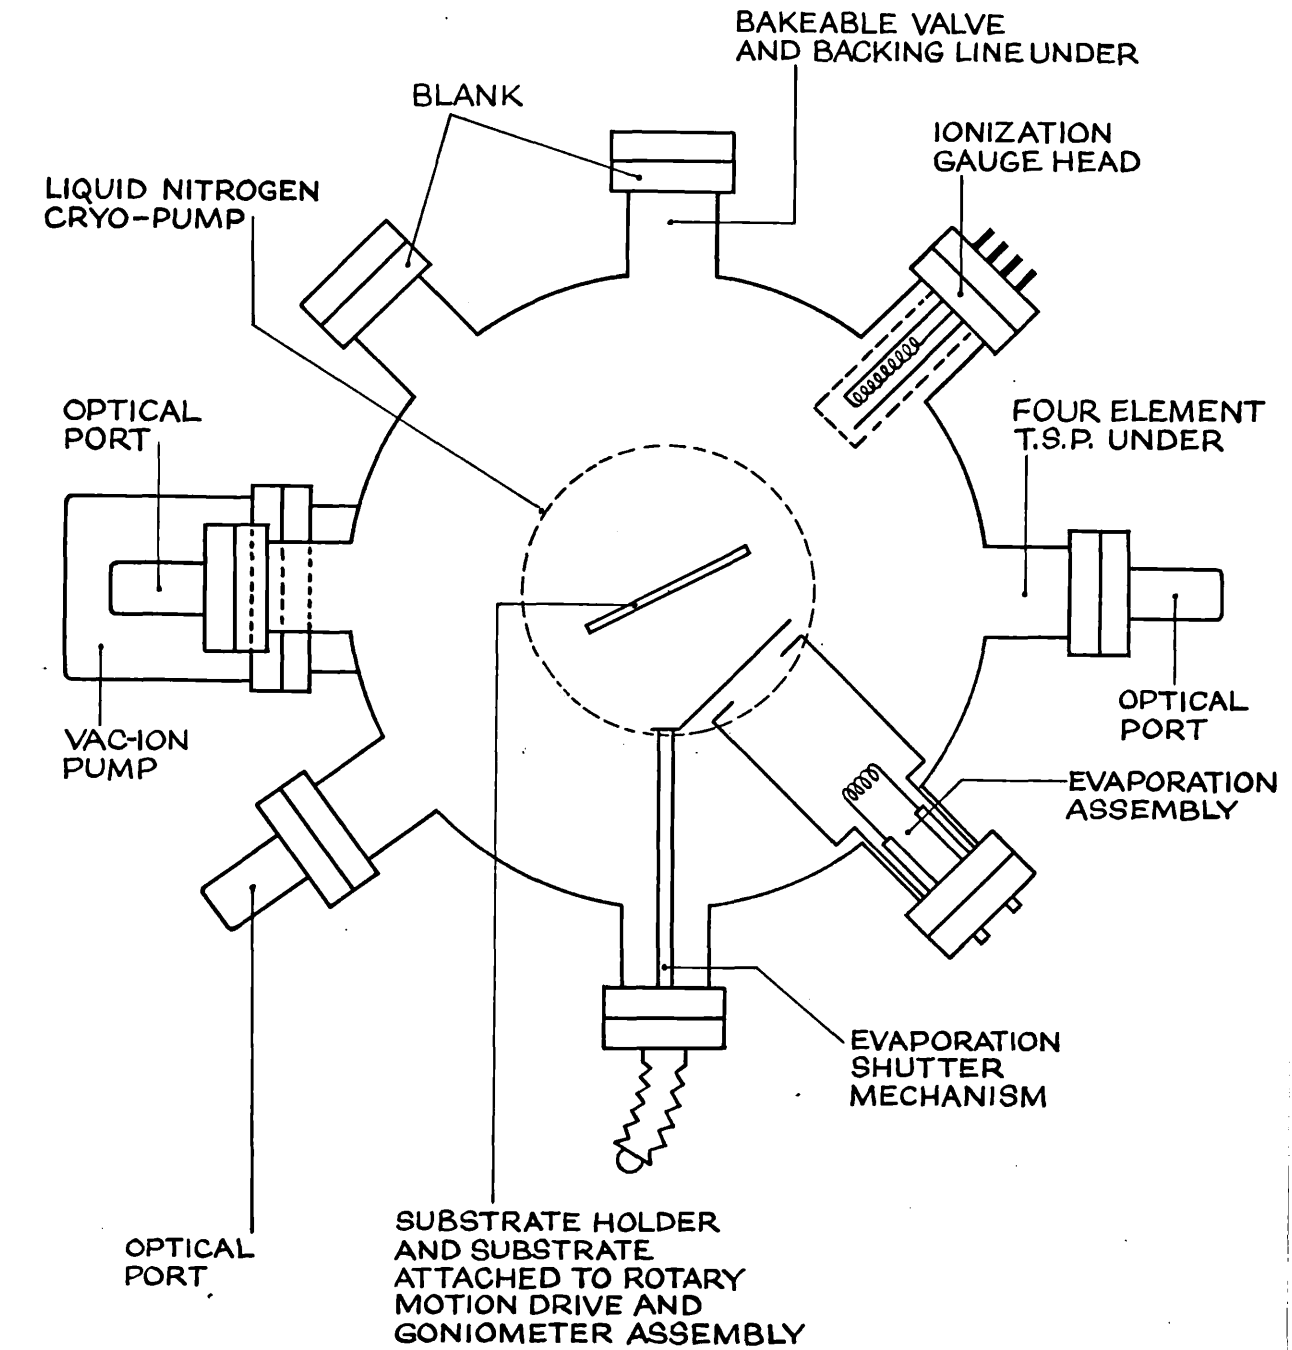 BAKEABLE VALVE
AND BACKING LINE UNDER
BLANK
IONIZATION
GAUGE HEAD
LIQUID NITROGEN
CRYO-PUMP
OPTICAL
PORT
FOUR ELEMENT
T.S.P. UNDER
OPTICAL
PORT
VAC-ION
PUMP
EVAPORATION
ASSEMBLY
EVAPORATION
SHUTTER
MECHANISM
OPTICAL
PORT
SUBSTRATE HOLDER
AND SUBSTRATE
ATTACHED TO ROTARY
MOTION DRIVE AND
GONIOMETER ASSEMBLY